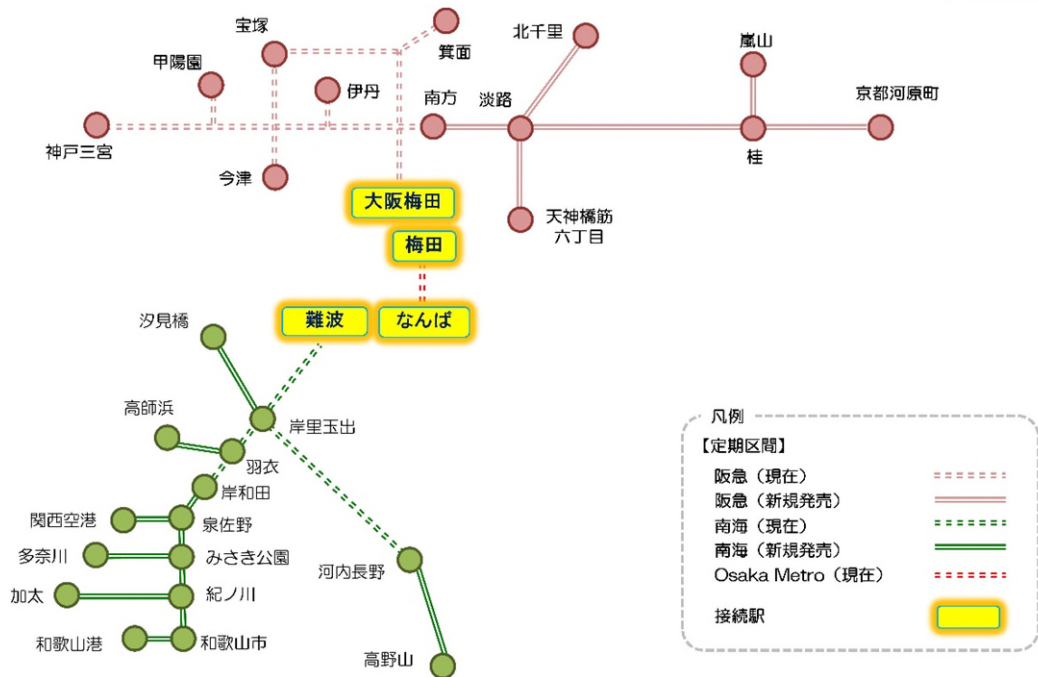 宝塚
箕面
北千里
嵐山
甲陽園
伊丹
南方
淡路
京都河原町
神戸三宮
今津
桂
大阪梅田
天神橋筋
六丁目
梅田
難波
なんば
汐見橋
高師浜
岸里玉出
羽衣
岸和田
関西空港
泉佐野
多奈川
みさき公園
河内長野
加太
紀ノ川
和歌山港
和歌山市
高野山
凡例
【定期区間】
阪急（現在）
阪急（新規発売）
南海（現在）
南海（新規発売）
Osaka Metro（現在）
接続駅